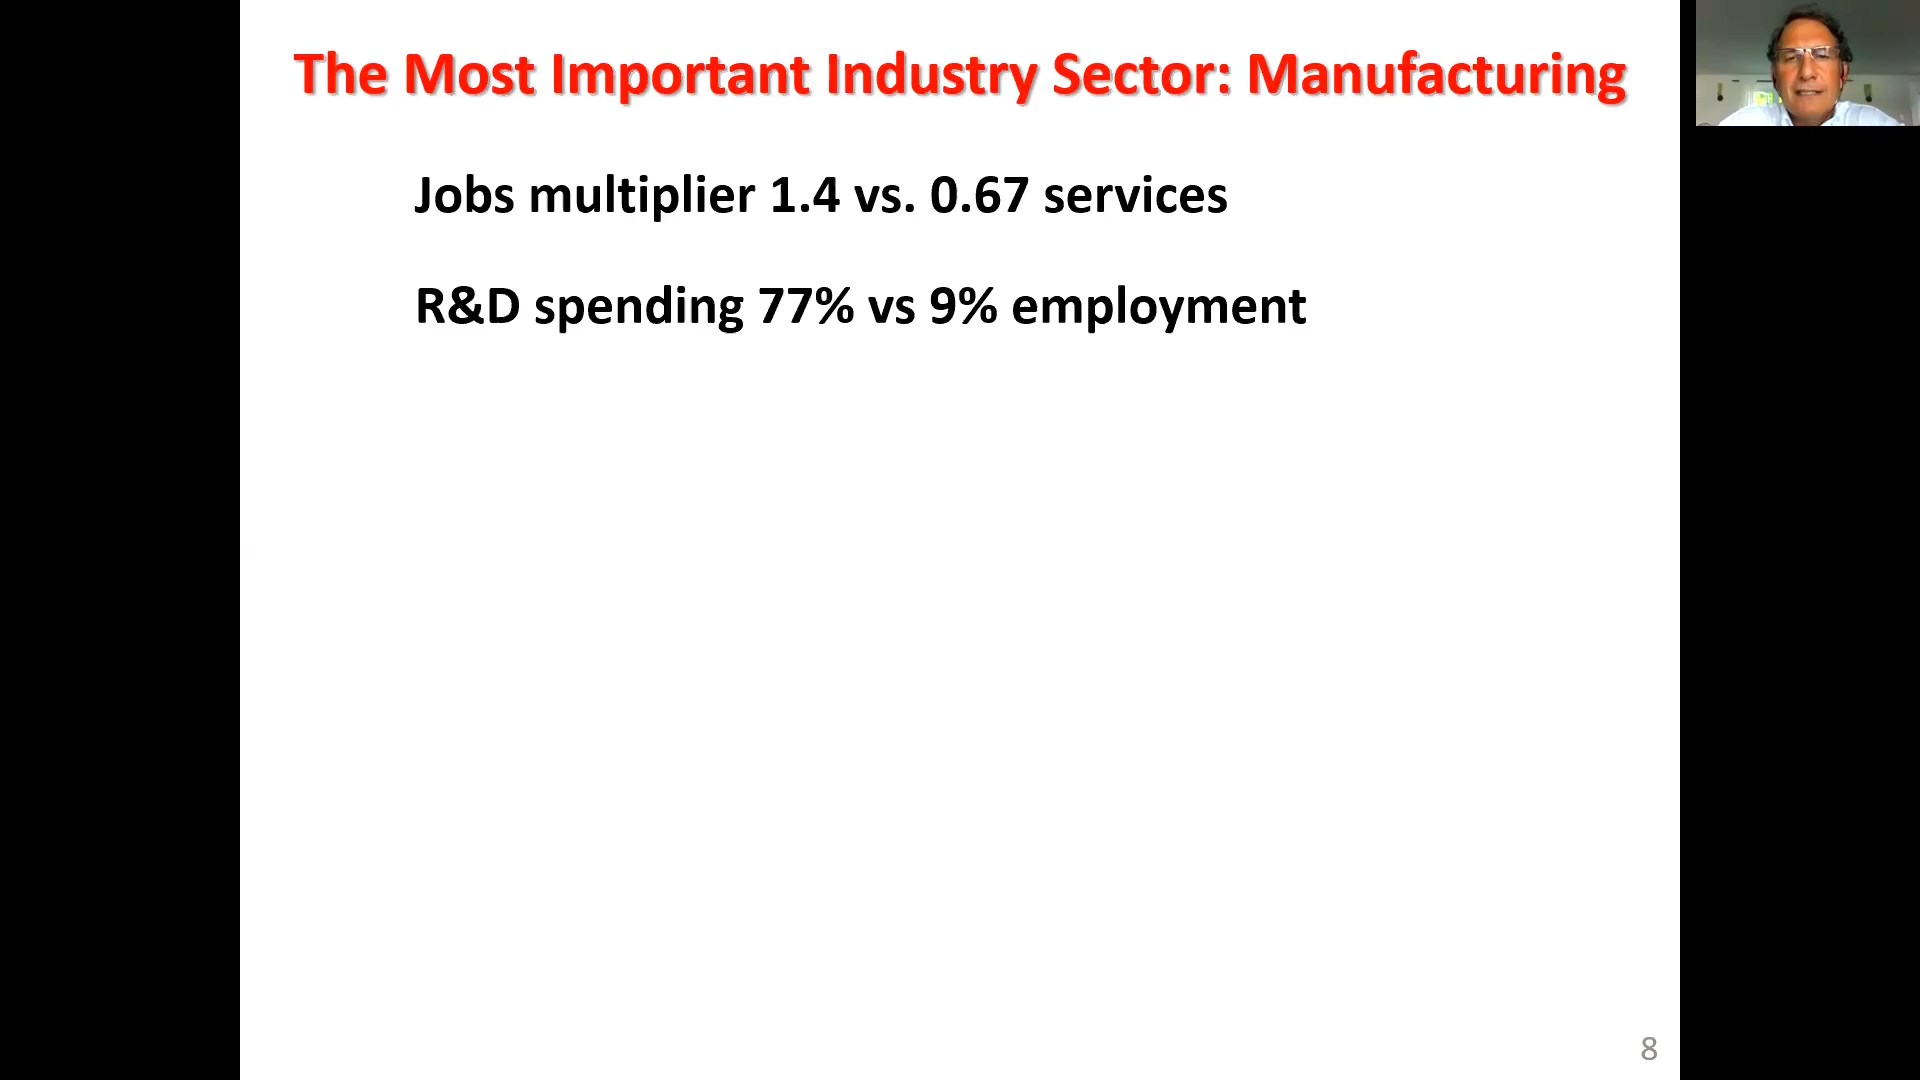 The Most Important Industry Sector: Manufacturing
Jobs multiplier 1.4 vs. 0.67 services
R&D spending 77% vs 9% employment
8